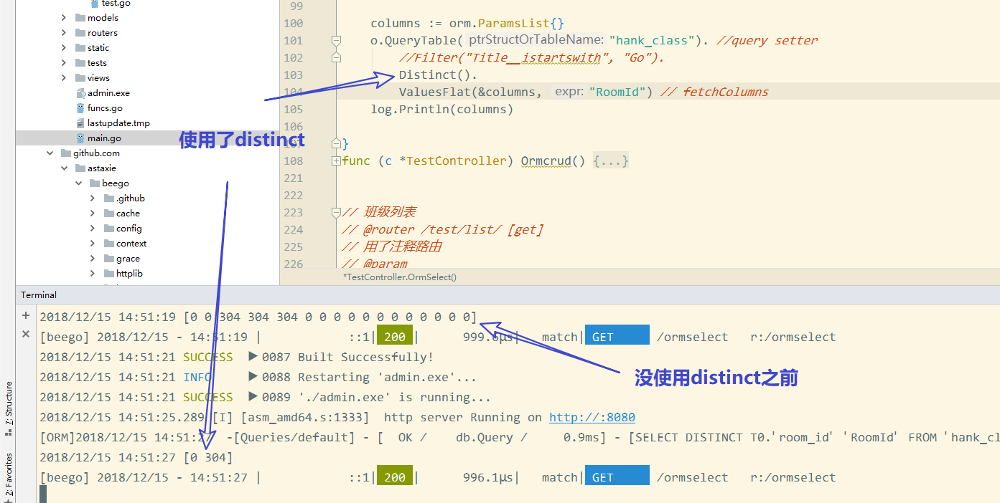 test.go
models
routers
static
tests
views
admin.exe
funcs.go
lastupdate.tmp
main.go
github.com
astaxie
beego
.github
cache
config
context
grace
httplib
使用了distinct
99
100 columns := orm.ParamsList{}
101 o.QueryTable( ptrStructOrTableName: "hank_class"). //query setter
102 //Filter("Title__istartswith", "Go").
103 Distinct().
104 ValuesFlat(&columns, expr: "RoomId") // fetchColumns
105 log.Println(columns)
106
107 }
108 func (c *TestController) Ormcrud() {...}
221
222
223 // 班级列表
224 // @router /test/list/ [get]
225 // 用了注释路由
226 // @param
*TestController.OrmSelect()
Terminal
2018/12/15 14:51:19 [0 0 304 304 304 0 0 0 0 0 0 0 0 0 0 0 0]
[beego] 2018/12/15 - 14:51:19 | ::1| 200 | 999.6µs| match| GET /ormselect r:/ormselect
2018/12/15 14:51:21 SUCCESS ▶ 0087 Built Successfully!
2018/12/15 14:51:21 INFO ▶ 0088 Restarting 'admin.exe'...
2018/12/15 14:51:21 SUCCESS ▶ 0089 './admin.exe' is running...
2018/12/15 14:51:25.289 [I] [asm_amd64.s:1333] http server Running on http://:8080
[ORM]2018/12/15 14:51:27 -[Queries/default] - [ OK / db.Query / 0.9ms] - [SELECT DISTINCT T0.`room_id` `RoomId` FROM `hank_cl
2018/12/15 14:51:27 [0 304]
[beego] 2018/12/15 - 14:51:27 | ::1| 200 | 996.1µs| match| GET /ormselect r:/ormselect
没使用distinct之前
7: Structure
2: Favorites